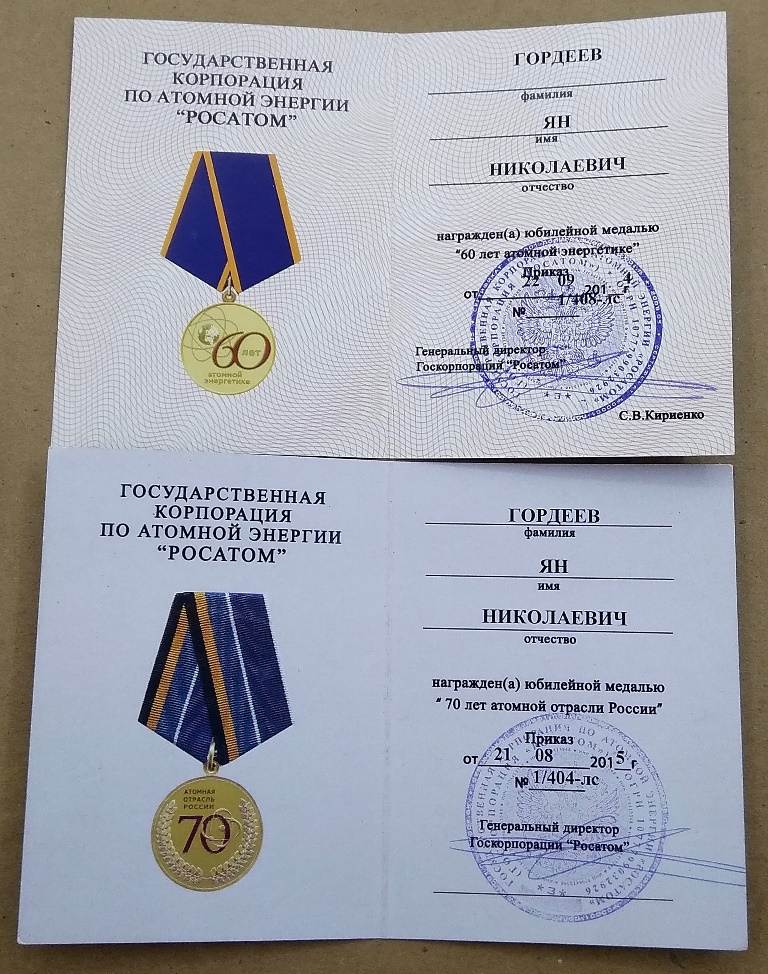 ГОСУДАРСТВЕННАЯ
КОРПОРАЦИЯ
ПО АТОМНОЙ ЭНЕРГИИ
“РОСАТОМ”
60 лет
атомной
энергетике
ГОРДЕЕВ
фамилия
ЯН
имя
НИКОЛАЕВИЧ
отчество
награжден(а) юбилейной медалью
“60 лет атомной энергетике”
Приказ
от 22 09 201 г
№ 1/408-лс
Генеральный директор
Госкорпорации “Росатом”
С.В.Кириенко
ГОСУДАРСТВЕННАЯ
КОРПОРАЦИЯ
ПО АТОМНОЙ ЭНЕРГИИ
“РОСАТОМ”
АТОМНАЯ
ОТРАСЛЬ
РОССИИ
70
ГОРДЕЕВ
фамилия
ЯН
имя
НИКОЛАЕВИЧ
отчество
награжден(а) юбилейной медалью
“ 70 лет атомной отрасли России”
Приказ
от 21 08 2015 г
№ 1/404-лс
Генеральный директор
Госкорпорации “Росатом”